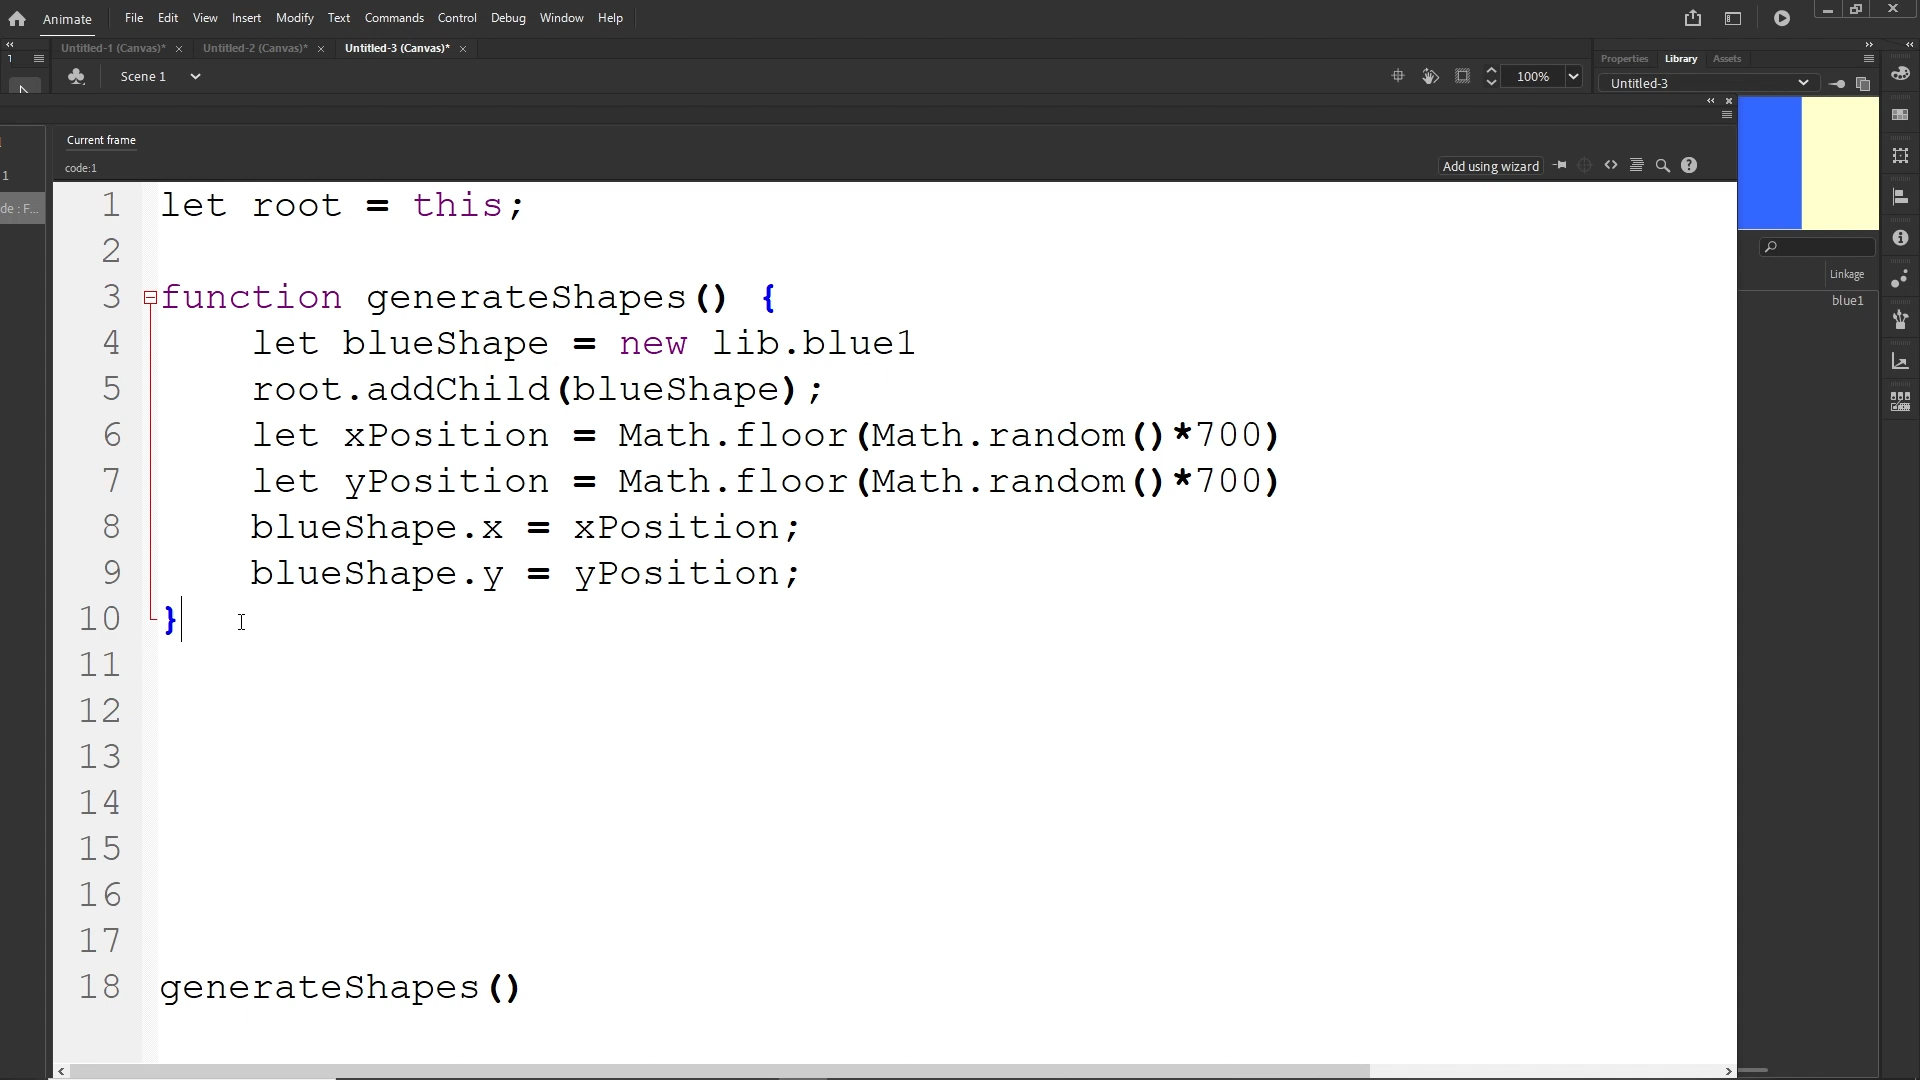 Animate File Edit View Insert Modify Text Commands Control Debug Window Help
Untitled-1 (Canvas)* × Untitled-2 (Canvas)* × Untitled-3 (Canvas)* ×
Properties Library Assets
Scene 1 100%
Untitled-3
Current frame
code:1
Add using wizard
1
de : F...
Linkage
blue1
1 let root = this;
2
3 function generateShapes() {
4 let blueShape = new lib.blue1
5 root.addChild(blueShape);
6 let xPosition = Math.floor(Math.random()*700)
7 let yPosition = Math.floor(Math.random()*700)
8 blueShape.x = xPosition;
9 blueShape.y = yPosition;
10 }
11
12
13
14
15
16
17
18 generateShapes()